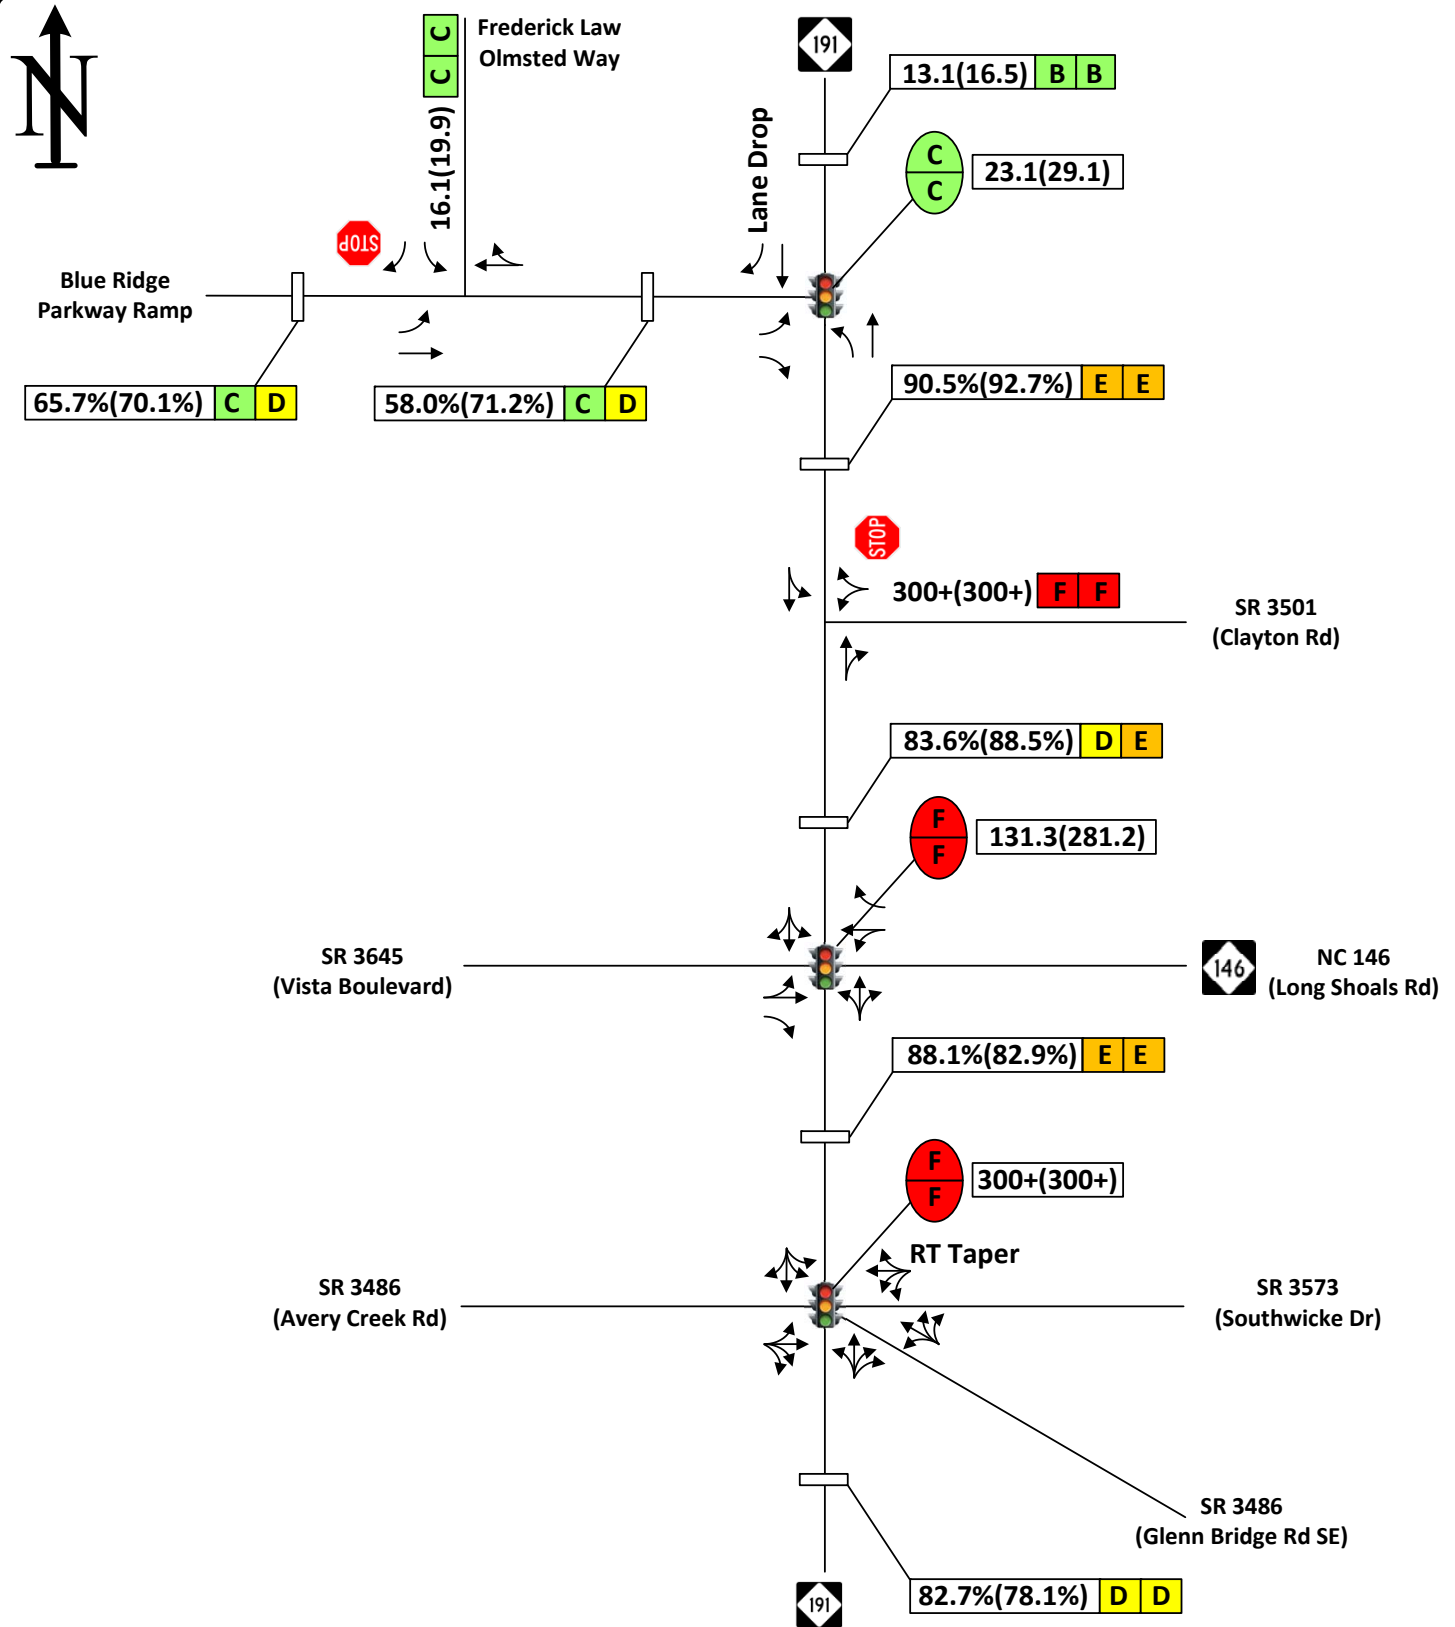 N
C C
16.1(19.9)
Frederick Law
Olmsted Way
191
13.1(16.5) B B
Lane Drop
C
C
23.1(29.1)
STOP
Blue Ridge
Parkway Ramp
65.7%(70.1%) C D
58.0%(71.2%) C D
90.5%(92.7%) E E
STOP
300+(300+) F F
SR 3501
(Clayton Rd)
83.6%(88.5%) D E
F
F
131.3(281.2)
SR 3645
(Vista Boulevard)
146
NC 146
(Long Shoals Rd)
88.1%(82.9%) E E
F
F
300+(300+)
RT Taper
SR 3486
(Avery Creek Rd)
SR 3573
(Southwicke Dr)
SR 3486
(Glenn Bridge Rd SE)
191
82.7%(78.1%) D D